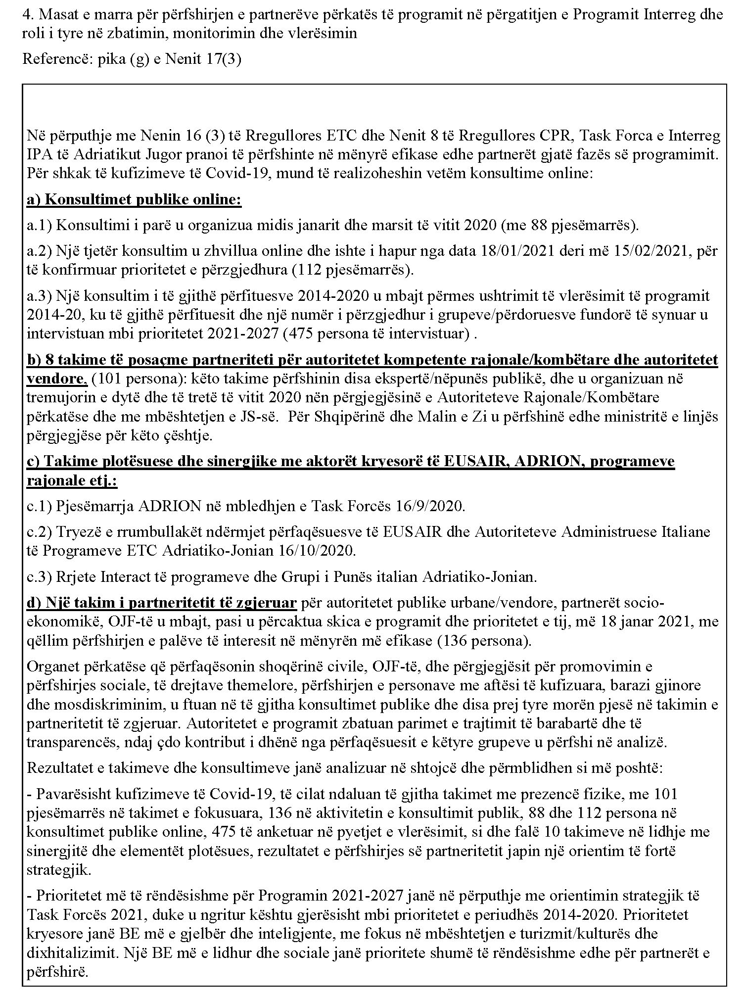 4. Masat e marra për përfshirjen e partnerëve përkatës të programit në përgatitjen e Programit Interreg dhe
roli i tyre në zbatimin, monitorimin dhe vlerësimin
Referencë: pika (g) e Nenit 17(3)
Në përputhje me Nenin 16 (3) të Rregullores ETC dhe Nenit 8 të Rregullores CPR, Task Forca e Interreg
IPA të Adriatikut Jugor pranoi të përfshinte në mënyrë efikase edhe partnerët gjatë fazës së programimit.
Për shkak të kufizimeve të Covid-19, mund të realizoheshin vetëm konsultime online:
a) Konsultimet publike online:
a.1) Konsultimi i parë u organizua midis janarit dhe marsit të vitit 2020 (me 88 pjesëmarrës).
a.2) Një tjetër konsultim u zhvillua online dhe ishte i hapur nga data 18/01/2021 deri më 15/02/2021, për
të konfirmuar prioritetet e përzgjedhura (112 pjesëmarrës).
a.3) Një konsultim i të gjithë përfituesve 2014-2020 u mbajt përmes ushtrimit të vlerësimit të programit
2014-20, ku të gjithë përfituesit dhe një numër i përzgjedhur i grupeve/përdoruesve fundorë të synuar u
intervistuan mbi prioritetet 2021-2027 (475 persona të intervistuar) .
b) 8 takime të posaçme partneriteti për autoritetet kompetente rajonale/kombëtare dhe autoritetet
vendore, (101 persona): këto takime përfshinin disa ekspertë/nëpunës publikë, dhe u organizuan në
tremujorin e dytë dhe të tretë të vitit 2020 nën përgjegjësinë e Autoriteteve Rajonale/Kombëtare
përkatëse dhe me mbështetjen e JS-së.  Për Shqipërinë dhe Malin e Zi u përfshinë edhe ministritë e linjës
përgjegjëse për këto çështje.
c) Takime plotësuese dhe sinergjike me aktorët kryesorë të EUSAIR, ADRION, programeve
rajonale etj.:
c.1) Pjesëmarrja ADRION në mbledhjen e Task Forcës 16/9/2020.
c.2) Tryezë e rrumbullakët ndërmjet përfaqësuesve të EUSAIR dhe Autoriteteve Administruese Italiane
të Programeve ETC Adriatiko-Jonian 16/10/2020.
c.3) Rrjete Interact të programeve dhe Grupi i Punës italian Adriatiko-Jonian.
d) Një takim i partneritetit të zgjeruar për autoritetet publike urbane/vendore, partnerët socio-
ekonomikë, OJF-të u mbajt, pasi u përcaktua skica e programit dhe prioritetet e tij, më 18 janar 2021, me
qëllim përfshirjen e palëve të interesit në mënyrën më efikase (136 persona).
Organet përkatëse që përfaqësonin shoqërinë civile, OJF-të, dhe përgjegjësit për promovimin e
përfshirjes sociale, të drejtave themelore, përfshirjen e personave me aftësi të kufizuara, barazi gjinore
dhe mosdiskriminim, u ftuan në të gjitha konsultimet publike dhe disa prej tyre morën pjesë në takimin e
partneritetit të zgjeruar. Autoritetet e programit zbatuan parimet e trajtimit të barabartë dhe të
transparencës, ndaj çdo kontribut i dhënë nga përfaqësuesit e këtyre grupeve u përfshi në analizë.
Rezultatet e takimeve dhe konsultimeve janë analizuar në shtojcë dhe përmblidhen si më poshtë:
- Pavarësisht kufizimeve të Covid-19, të cilat ndaluan të gjitha takimet me prezencë fizike, me 101
pjesëmarrës në takimet e fokusuara, 136 në aktivitetin e konsultimit publik, 88 dhe 112 persona në
konsultimet publike online, 475 të anketuar në pyetjet e vlerësimit, si dhe falë 10 takimeve në lidhje me
sinergjitë dhe elementët plotësues, rezultatet e përfshirjes së partneritetit japin një orientim të fortë
strategjik.
- Prioritetet më të rëndësishme për Programin 2021-2027 janë në përputhje me orientimin strategjik të
Task Forcës 2021, duke u ngritur kështu gjerësisht mbi prioritetet e periudhës 2014-2020. Prioritetet
kryesore janë BE më e gjelbër dhe inteligjente, me fokus në mbështetjen e turizmit/kulturës dhe
dixhitalizimit. Një BE më e lidhur dhe sociale janë prioritete shumë të rëndësishme edhe për partnerët e
përfshirë.